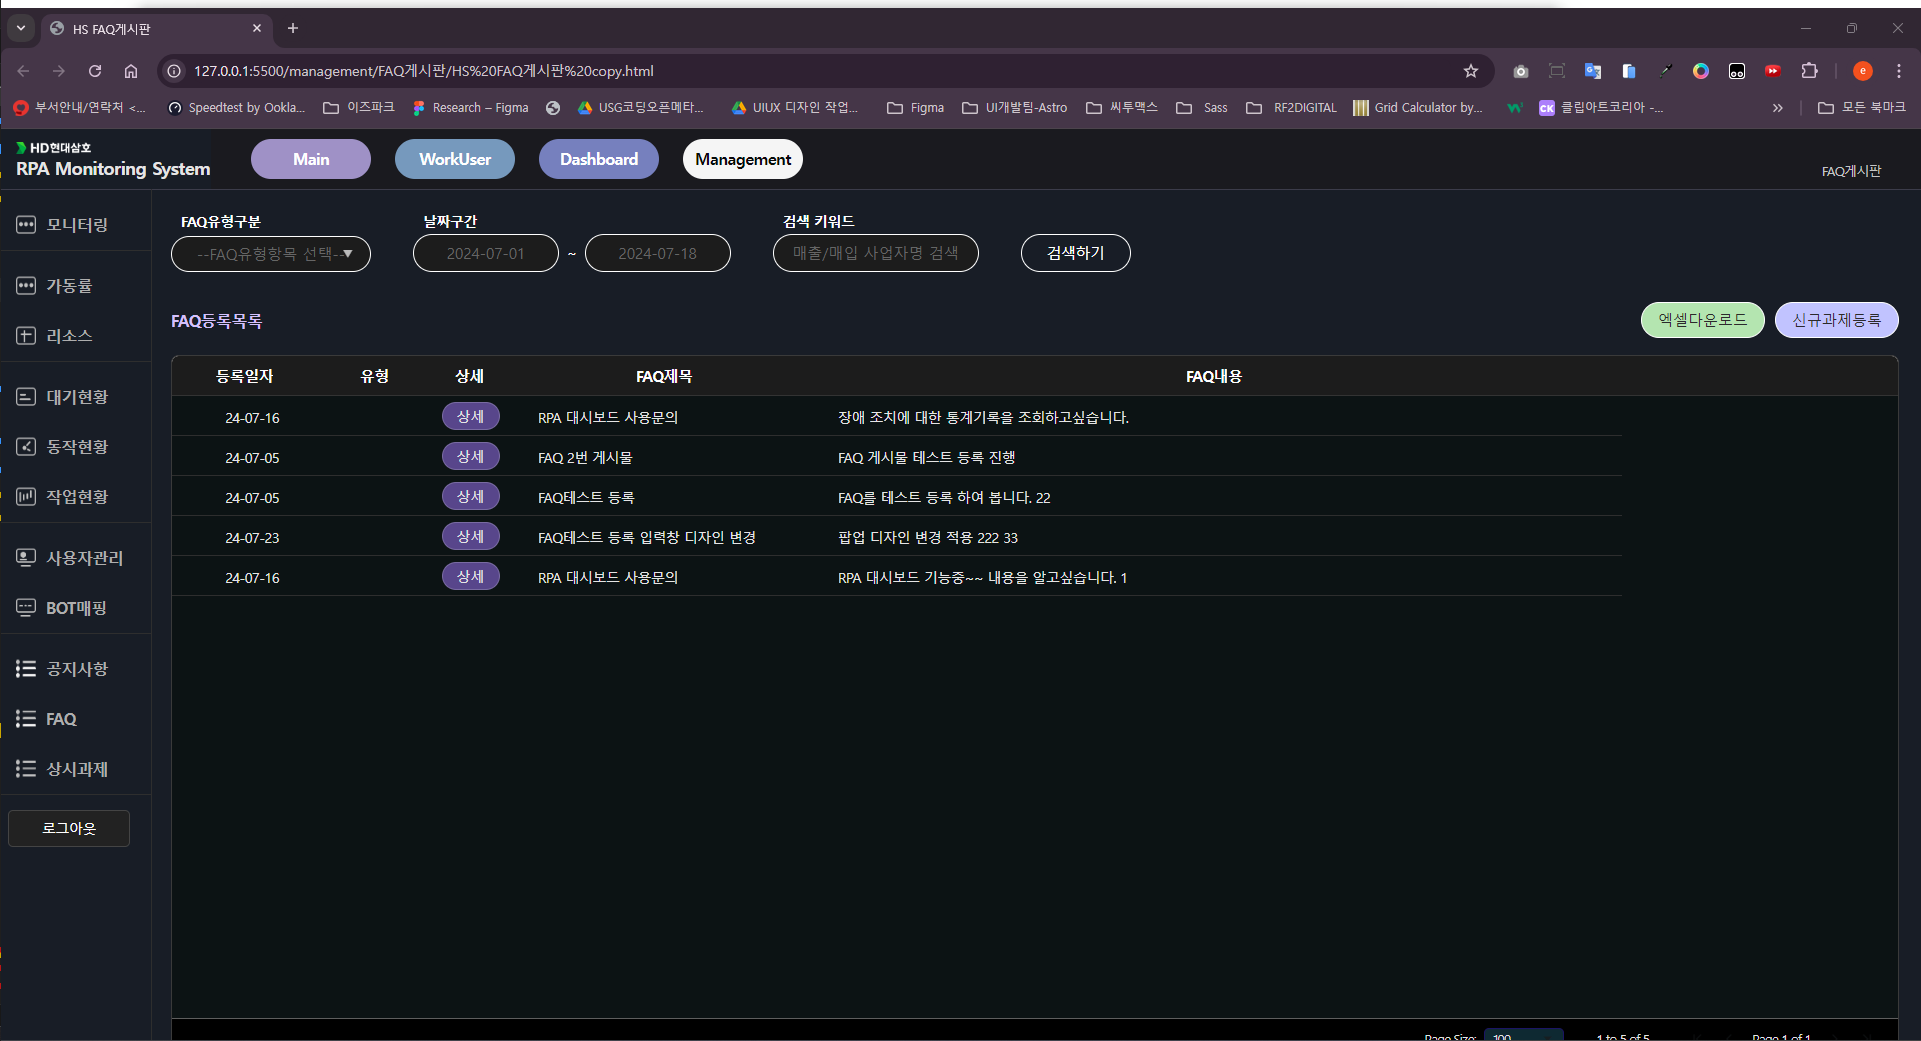 HS FAQ게시판
127.0.0.1:5500/management/FAQ게시판/HS%20FAQ게시판%20copy.html
부서안내/연락처 <...
Speedtest by Ookla...
이즈파크
Research – Figma
USG코딩오픈메타...
UIUX 디자인 작업...
Figma
UI개발팀-Astro
씨투맥스
Sass
RF2DIGITAL
Grid Calculator by...
CK
클립아트코리아 -...
모든 북마크
HD현대삼호
RPA Monitoring System
Main
WorkUser
Dashboard
Management
FAQ게시판
모니터링
가동률
리소스
대기현황
동작현황
작업현황
사용자관리
BOT매핑
공지사항
FAQ
상시과제
로그아웃
FAQ유형구분
날짜구간
검색 키워드
--FAQ유형항목 선택--▼
2024-07-01
~
2024-07-18
매출/매입 사업자명 검색
검색하기
FAQ등록목록
엑셀다운로드
신규과제등록
등록일자 유형 상세 FAQ제목 FAQ내용
24-07-16 상세 RPA 대시보드 사용문의 장애 조치에 대한 통계기록을 조회하고싶습니다.
24-07-05 상세 FAQ 2번 게시물 FAQ 게시물 테스트 등록 진행
24-07-05 상세 FAQ테스트 등록 FAQ를 테스트 등록 하여 봅니다. 22
24-07-23 상세 FAQ테스트 등록 입력창 디자인 변경 팝업 디자인 변경 적용 222 33
24-07-16 상세 RPA 대시보드 사용문의 RPA 대시보드 기능중~~ 내용을 알고싶습니다. 1
Page Size: 100 1 to 5 of 5 Page 1 of 1